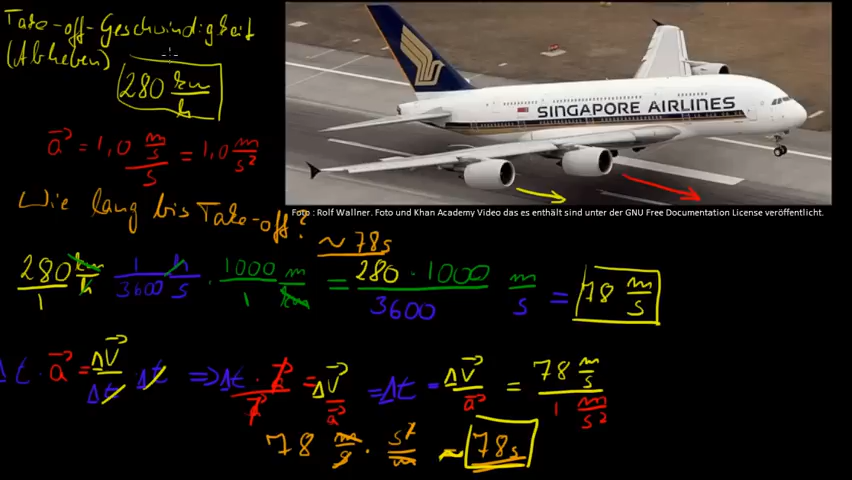 Take-off-Geschwindigkeit
(Abheben) 280 km/h
SINGAPORE AIRLINES
a⃗ = 1,0 m/s/s = 1,0 m/s²
Foto : Rolf Wallner. Foto und Khan Academy Video das es enthält sind unter der GNU Free Documentation License veröffentlicht.
Wie lang bis Take-off?
~78s
280/1 km/h · 1/3600 h/s · 1000/1 m/km = 280 · 1000/3600 m/s = 78 m/s
Δt · a⃗ = ΔV⃗/Δt · Δt ⇒ Δt · a⃗/a⃗ = ΔV⃗/a⃗ = Δt = ΔV⃗/a⃗ = 78 m/s / 1 m/s²
78 m/s · s²/m ~ 78s